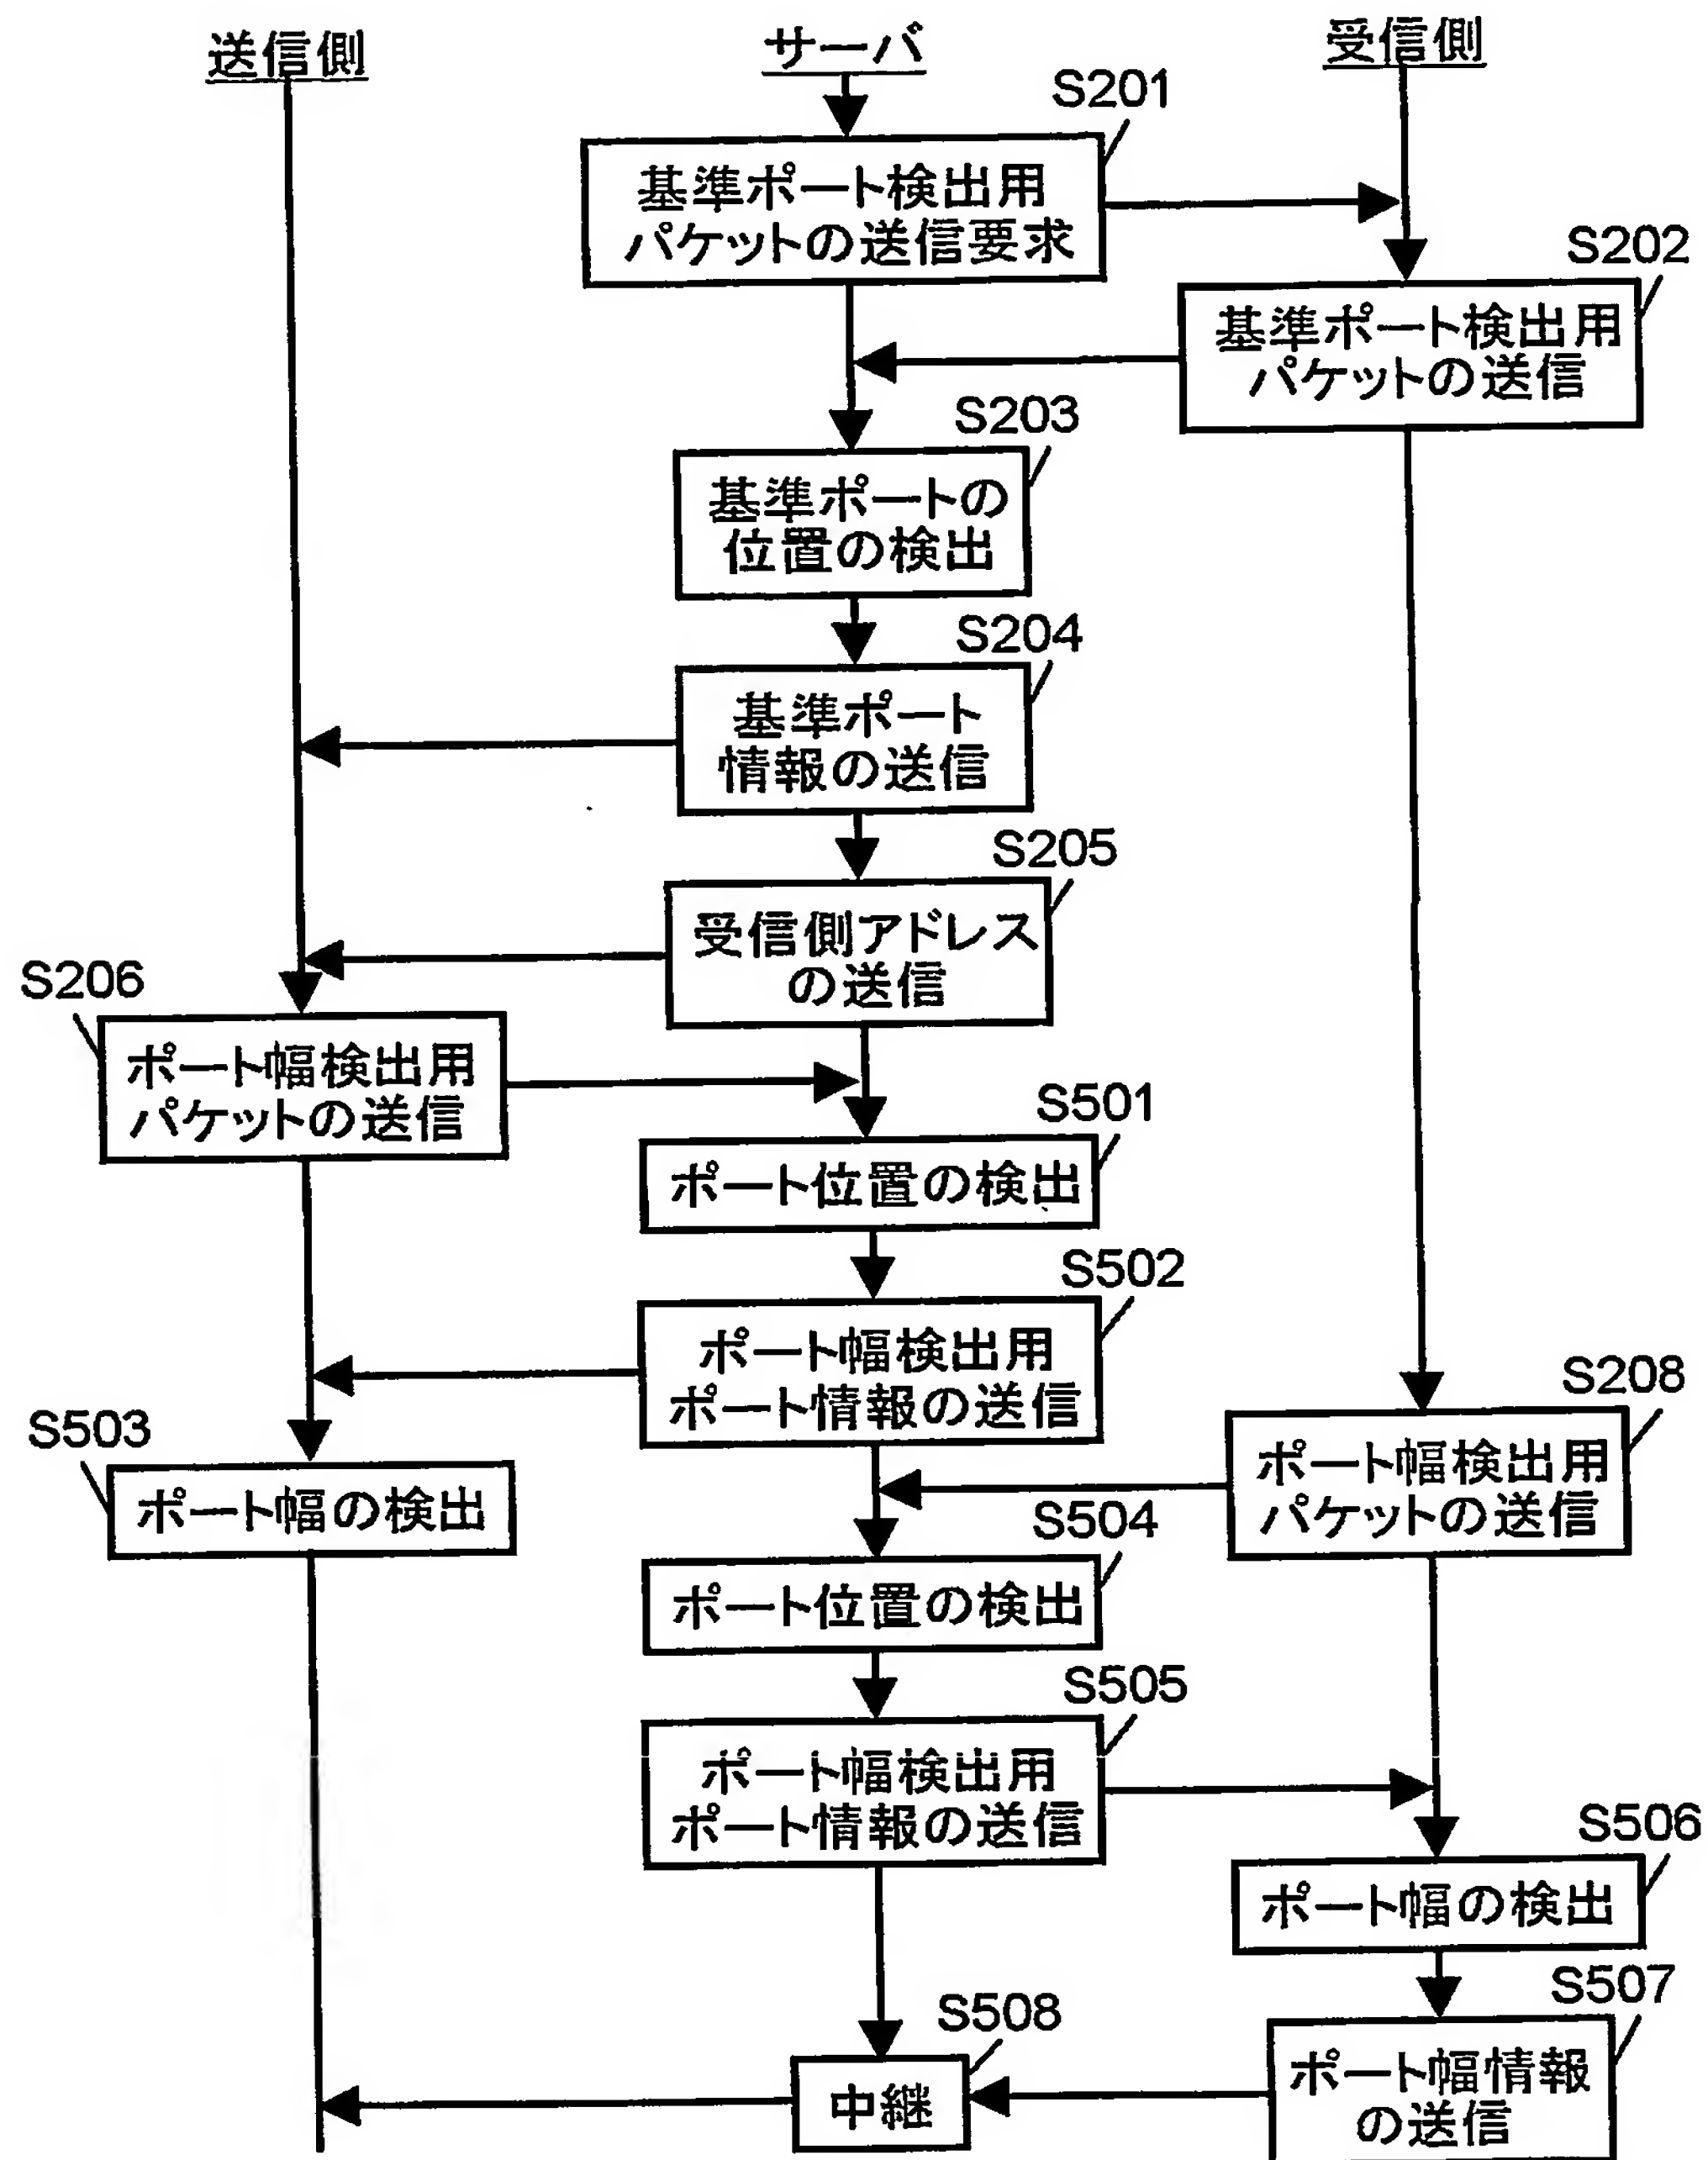 送信側
サーバ
受信側
S201
基準ポート検出用
パケットの送信要求
S202
基準ポート検出用
パケットの送信
S203
基準ポートの
位置の検出
S204
基準ポート
情報の送信
S205
受信側アドレス
の送信
S206
ポート幅検出用
パケットの送信
S501
ポート位置の検出
S502
ポート幅検出用
ポート情報の送信
S503
ポート幅の検出
S208
ポート幅検出用
パケットの送信
S504
ポート位置の検出
S505
ポート幅検出用
ポート情報の送信
S506
ポート幅の検出
S507
ポート幅情報
の送信
S508
中継